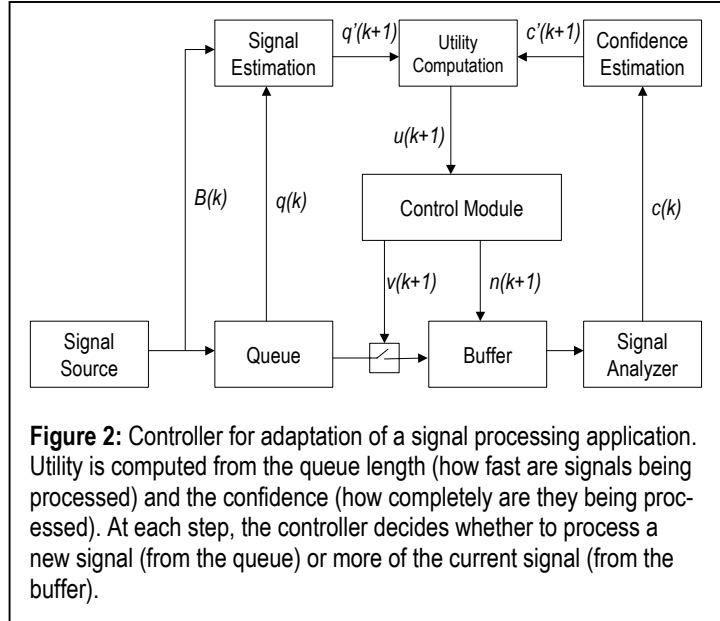 Signal
Estimation
q'(k+1)
Utility
Computation
c'(k+1)
Confidence
Estimation
u(k+1)
B(k)
q(k)
Control Module
c(k)
v(k+1)
n(k+1)
Signal
Source
Queue
Buffer
Signal
Analyzer
Figure 2: Controller for adaptation of a signal processing application.
Utility is computed from the queue length (how fast are signals being
processed) and the confidence (how completely are they being proc-
essed). At each step, the controller decides whether to process a
new signal (from the queue) or more of the current signal (from the
buffer).